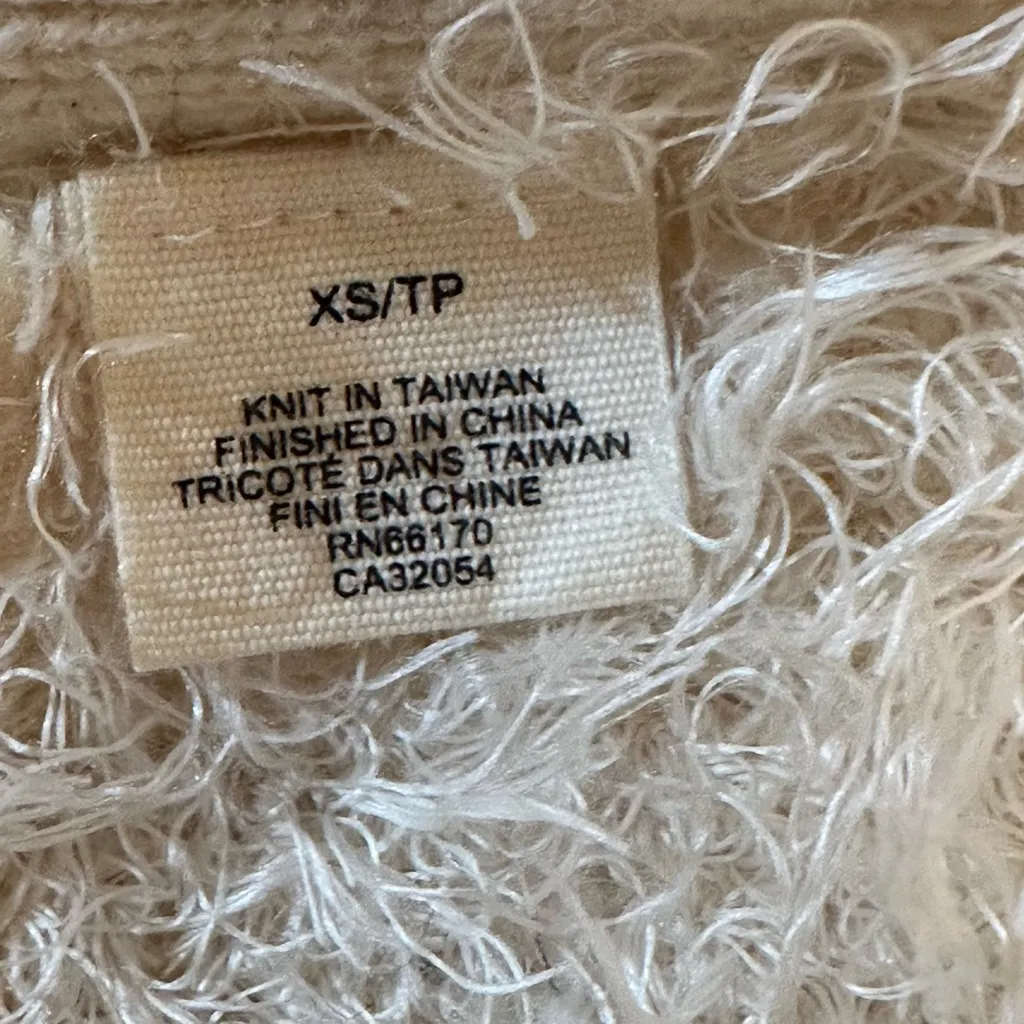 XS/TP
KNIT IN TAIWAN
FINISHED IN CHINA
TRICOTÉ DANS TAIWAN
FINI EN CHINE
RN66170
CA32054